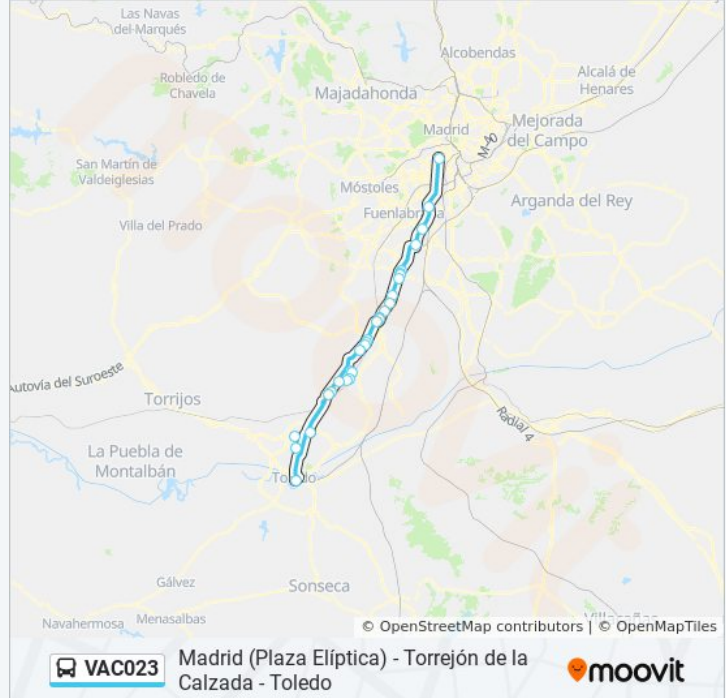 Las Navas
del Marqués
Alcobendas
Robledo de
Chavela
Alcalá de
Henares
Majadahonda
Madrid
Mejorada
del Campo
M-40
San Martín de
Valdeiglesias
Móstoles
Fuenlabrada
Arganda del Rey
Villa del Prado
Autovía del Suroeste
Torrijos
Radial 4
La Puebla de
Montalbán
Toledo
Gálvez
Sonseca
Navahermosa
Menasalbas
© OpenStreetMap contributors | © OpenMapTiles
VAC023
Madrid (Plaza Elíptica) - Torrejón de la
Calzada - Toledo
moovit